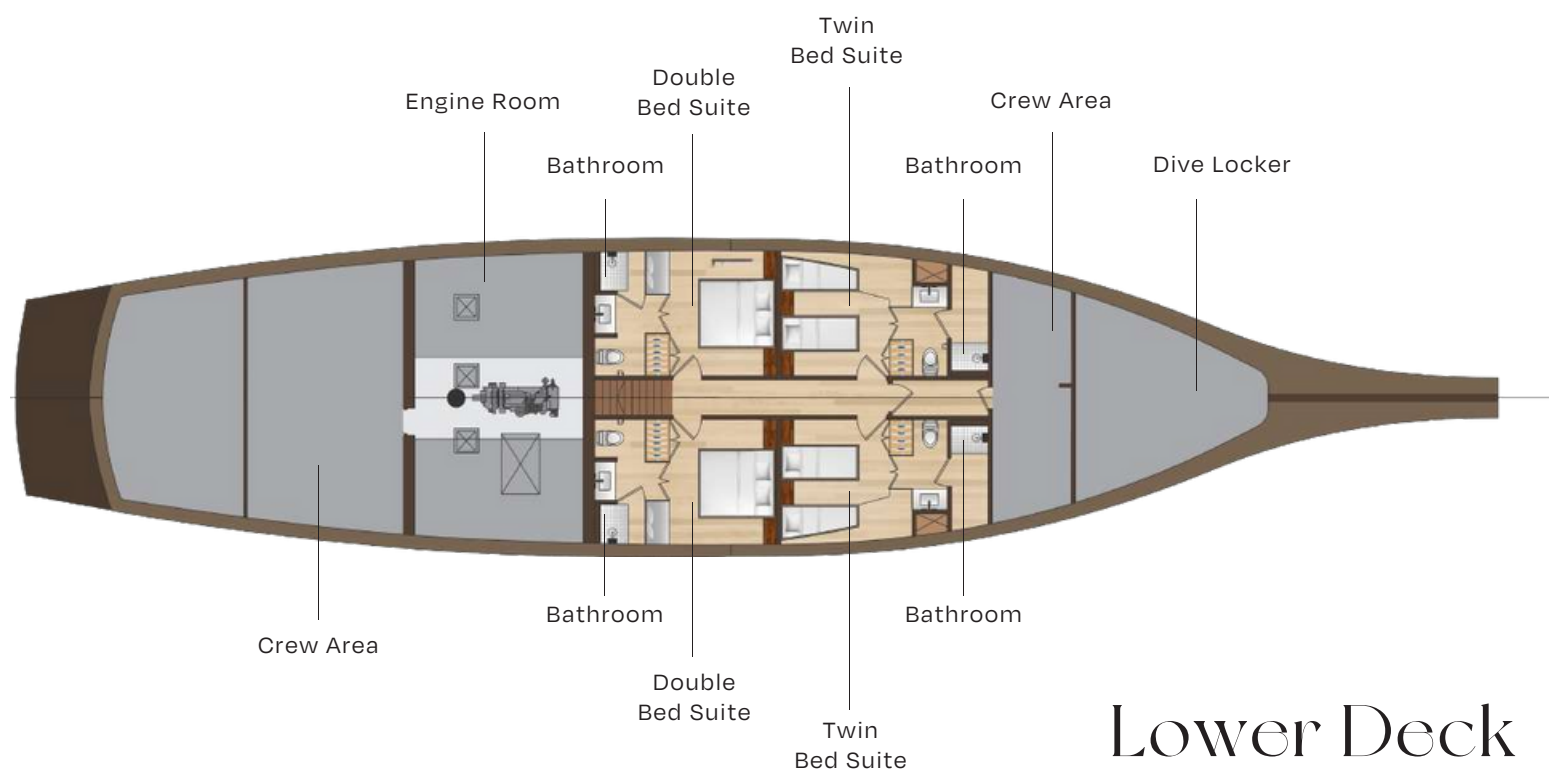 Twin
Bed Suite
Double
Bed Suite
Engine Room
Crew Area
Bathroom
Bathroom
Dive Locker
Bathroom
Bathroom
Crew Area
Double
Bed Suite
Twin
Bed Suite
Lower Deck